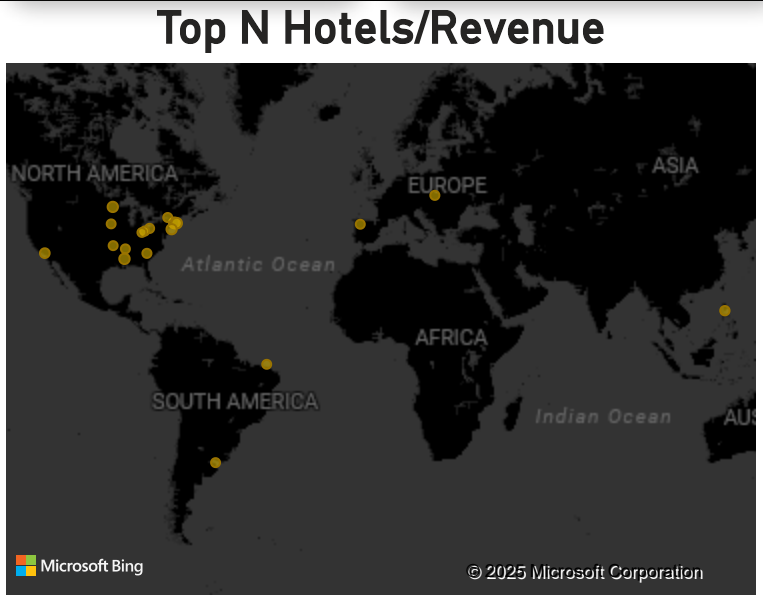 Top N Hotels/Revenue
NORTH AMERICA
ASIA
EUROPE
Atlantic Ocean
AFRICA
SOUTH AMERICA
Indian Ocean
AUS
Microsoft Bing
© 2025 Microsoft Corporation